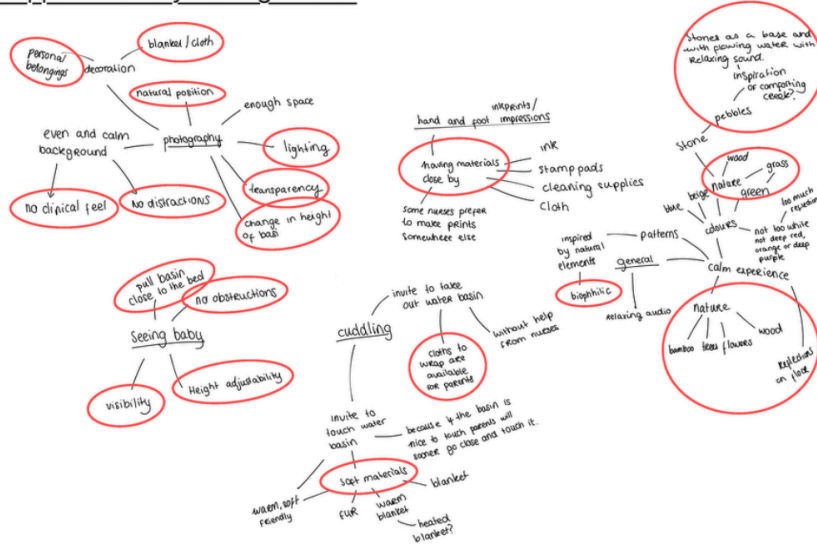 personal
belongings
decoration
blanket/cloth
natural position
enough space
even and calm
background
photography
lighting
transparency
no clinical feel
No distractions
change in height
of basin
pull basin
close to the bed
no obstructions
seeing baby
visibility
Height adjustability
inkprints/
hand and foot impressions
having materials
close by
ink
stamp pads
cleaning supplies
cloth
some nurses prefer
to make prints
somewhere else
cuddling
invite to take
out water basin
cloths to
wrap are
available
for parents
without help
from nurses
invite to
touch water
basin
because if the basin is
nice to touch parents will
sooner go close and touch it.
soft materials
warm, soft
friendly
FUR
warm
blanket
blanket
heated
blanket?
Stones as a base and
with flowing water with
relaxing sound.
Inspiration
or comforting
creek?
pebbles
Stone
wood
grass
nature
green
beige
blue
colours
too much
not too white
not deep red,
orange or deep
purple
patterns
inspired
by natural
elements
general
biophilic
relaxing audio
calm experience
nature
bamboo
trees
flowers
wood
reflections
on floor